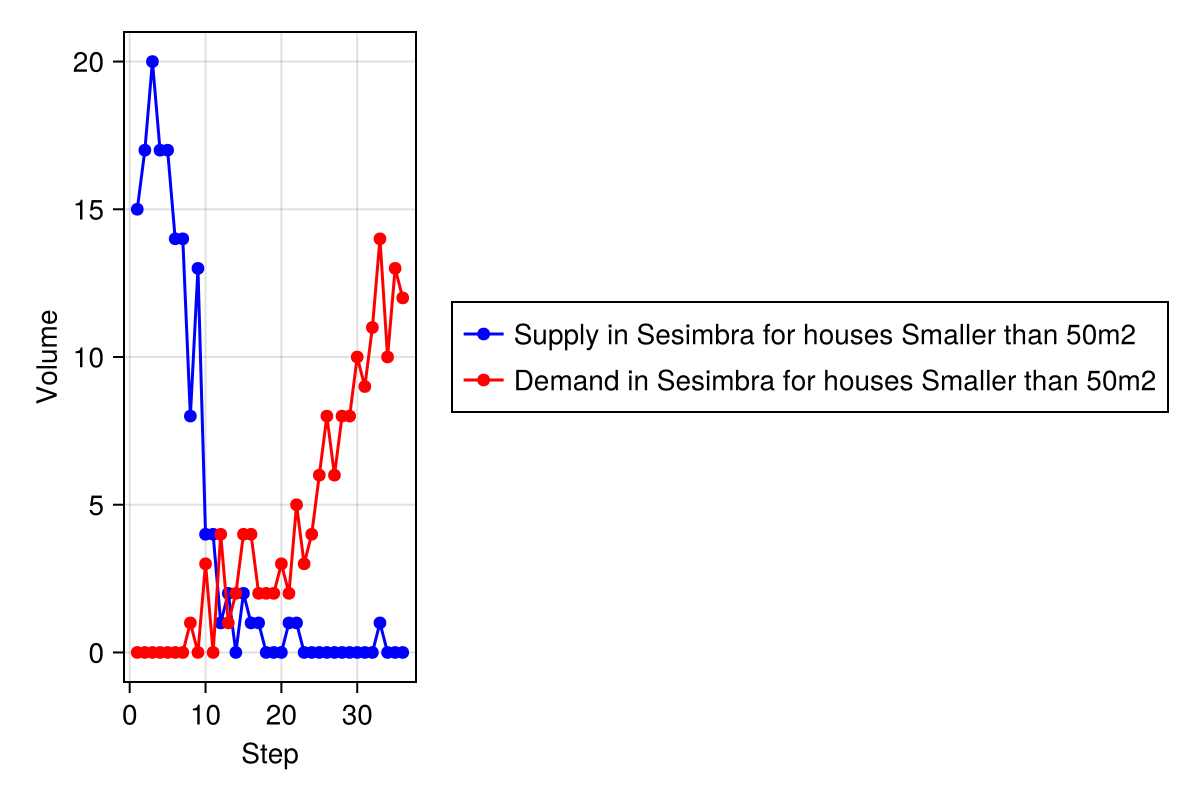 20
15
10
5
0
Volume
0 10 20 30
Step
Supply in Sesimbra for houses Smaller than 50m2
Demand in Sesimbra for houses Smaller than 50m2